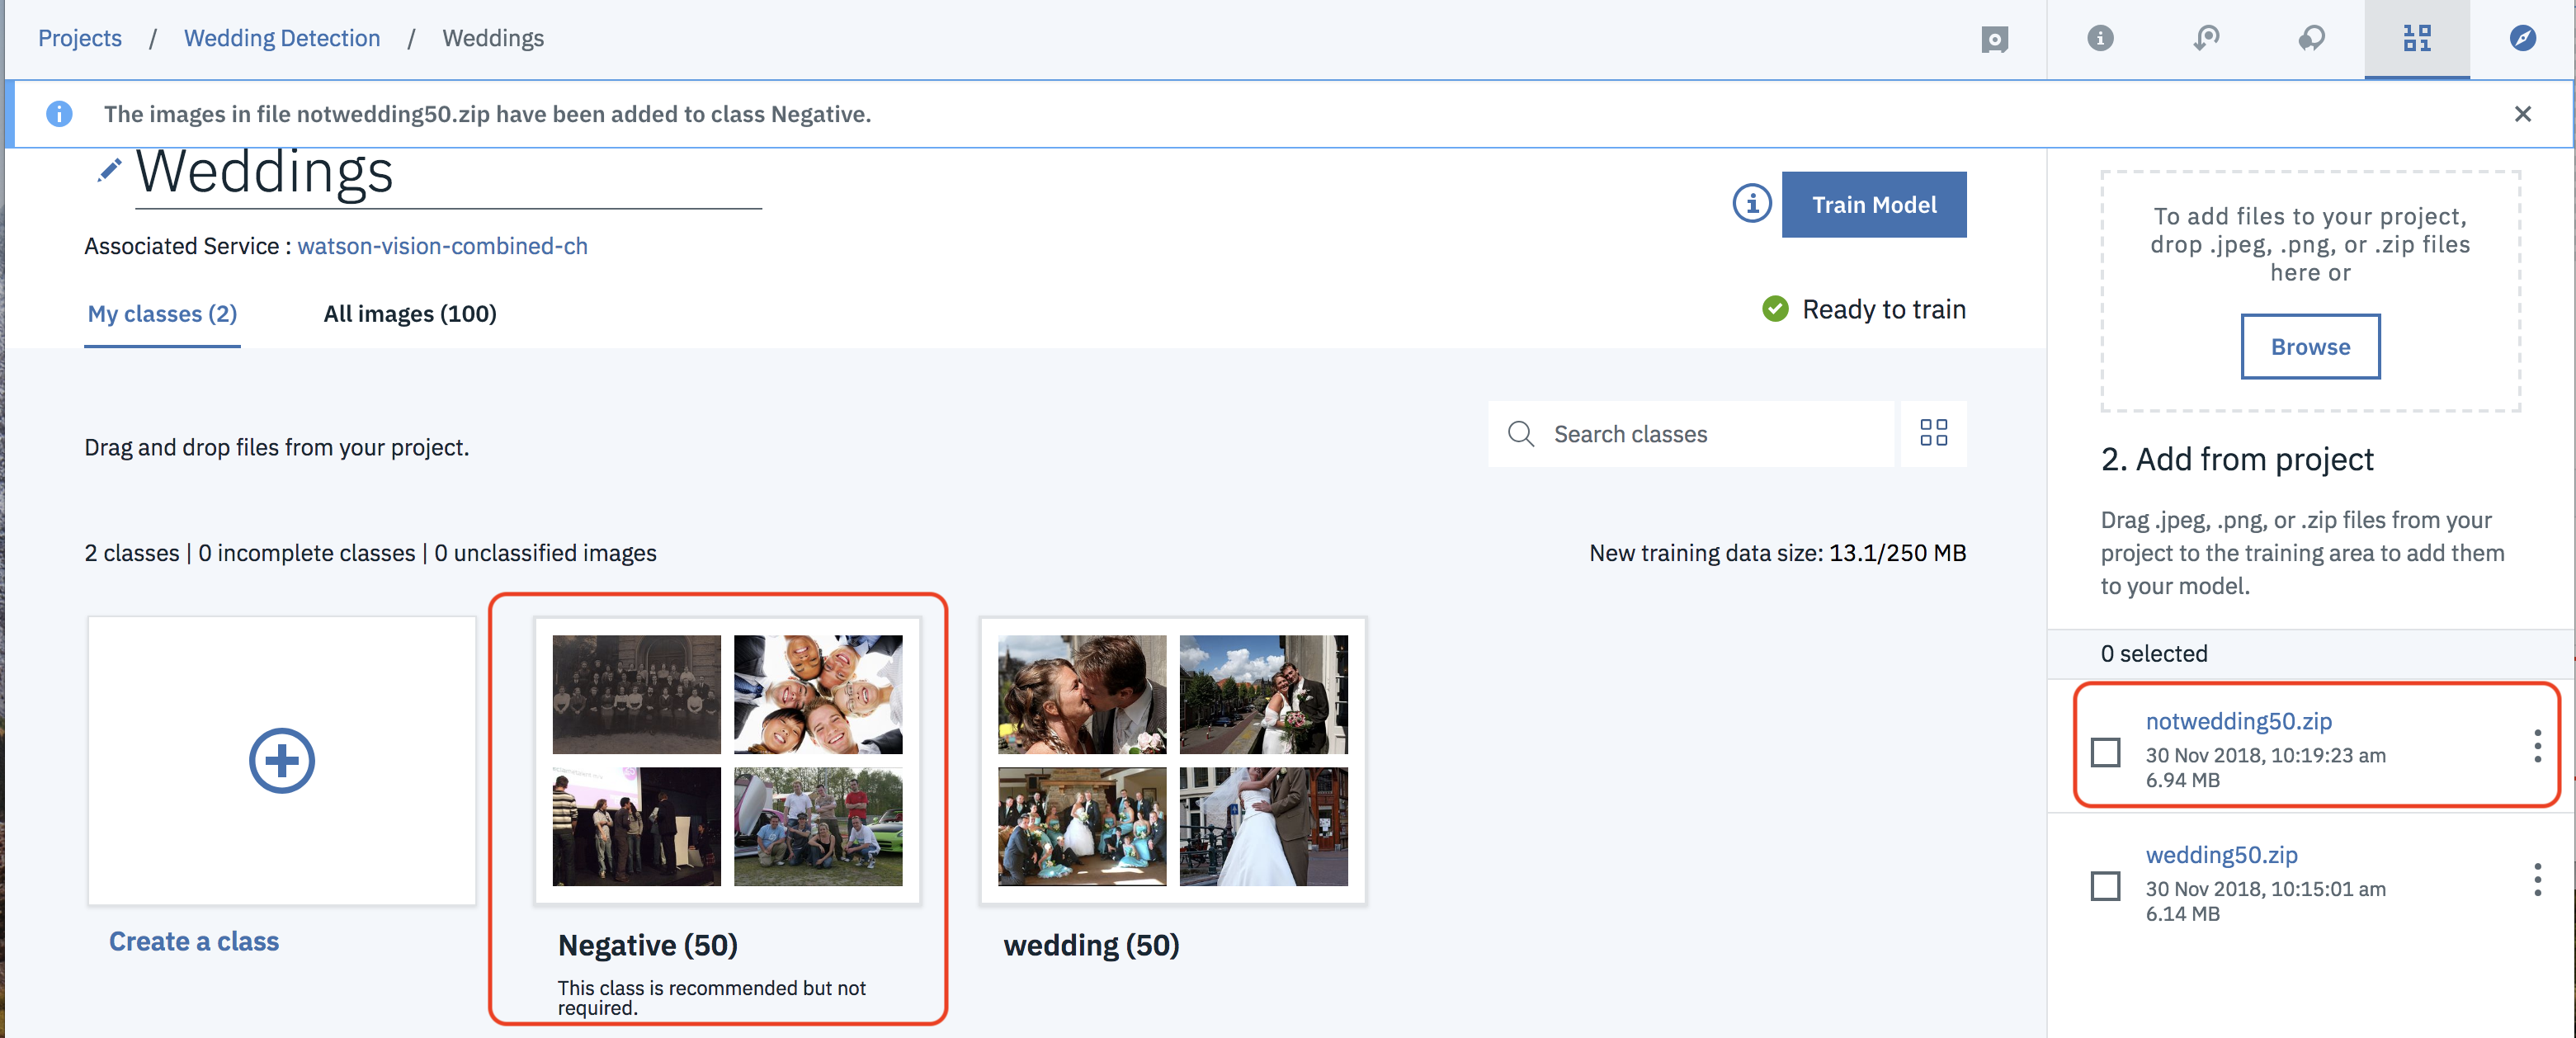 Projects / Wedding Detection / Weddings
The images in file notwedding50.zip have been added to class Negative.
Weddings
Train Model
Associated Service : watson-vision-combined-ch
My classes (2)
All images (100)
Ready to train
Drag and drop files from your project.
Search classes
2 classes | 0 incomplete classes | 0 unclassified images
New training data size: 13.1/250 MB
Create a class
Negative (50)
This class is recommended but not
required.
wedding (50)
To add files to your project,
drop .jpeg, .png, or .zip files
here or
Browse
2. Add from project
Drag .jpeg, .png, or .zip files from your
project to the training area to add them
to your model.
0 selected
notwedding50.zip
30 Nov 2018, 10:19:23 am
6.94 MB
wedding50.zip
30 Nov 2018, 10:15:01 am
6.14 MB